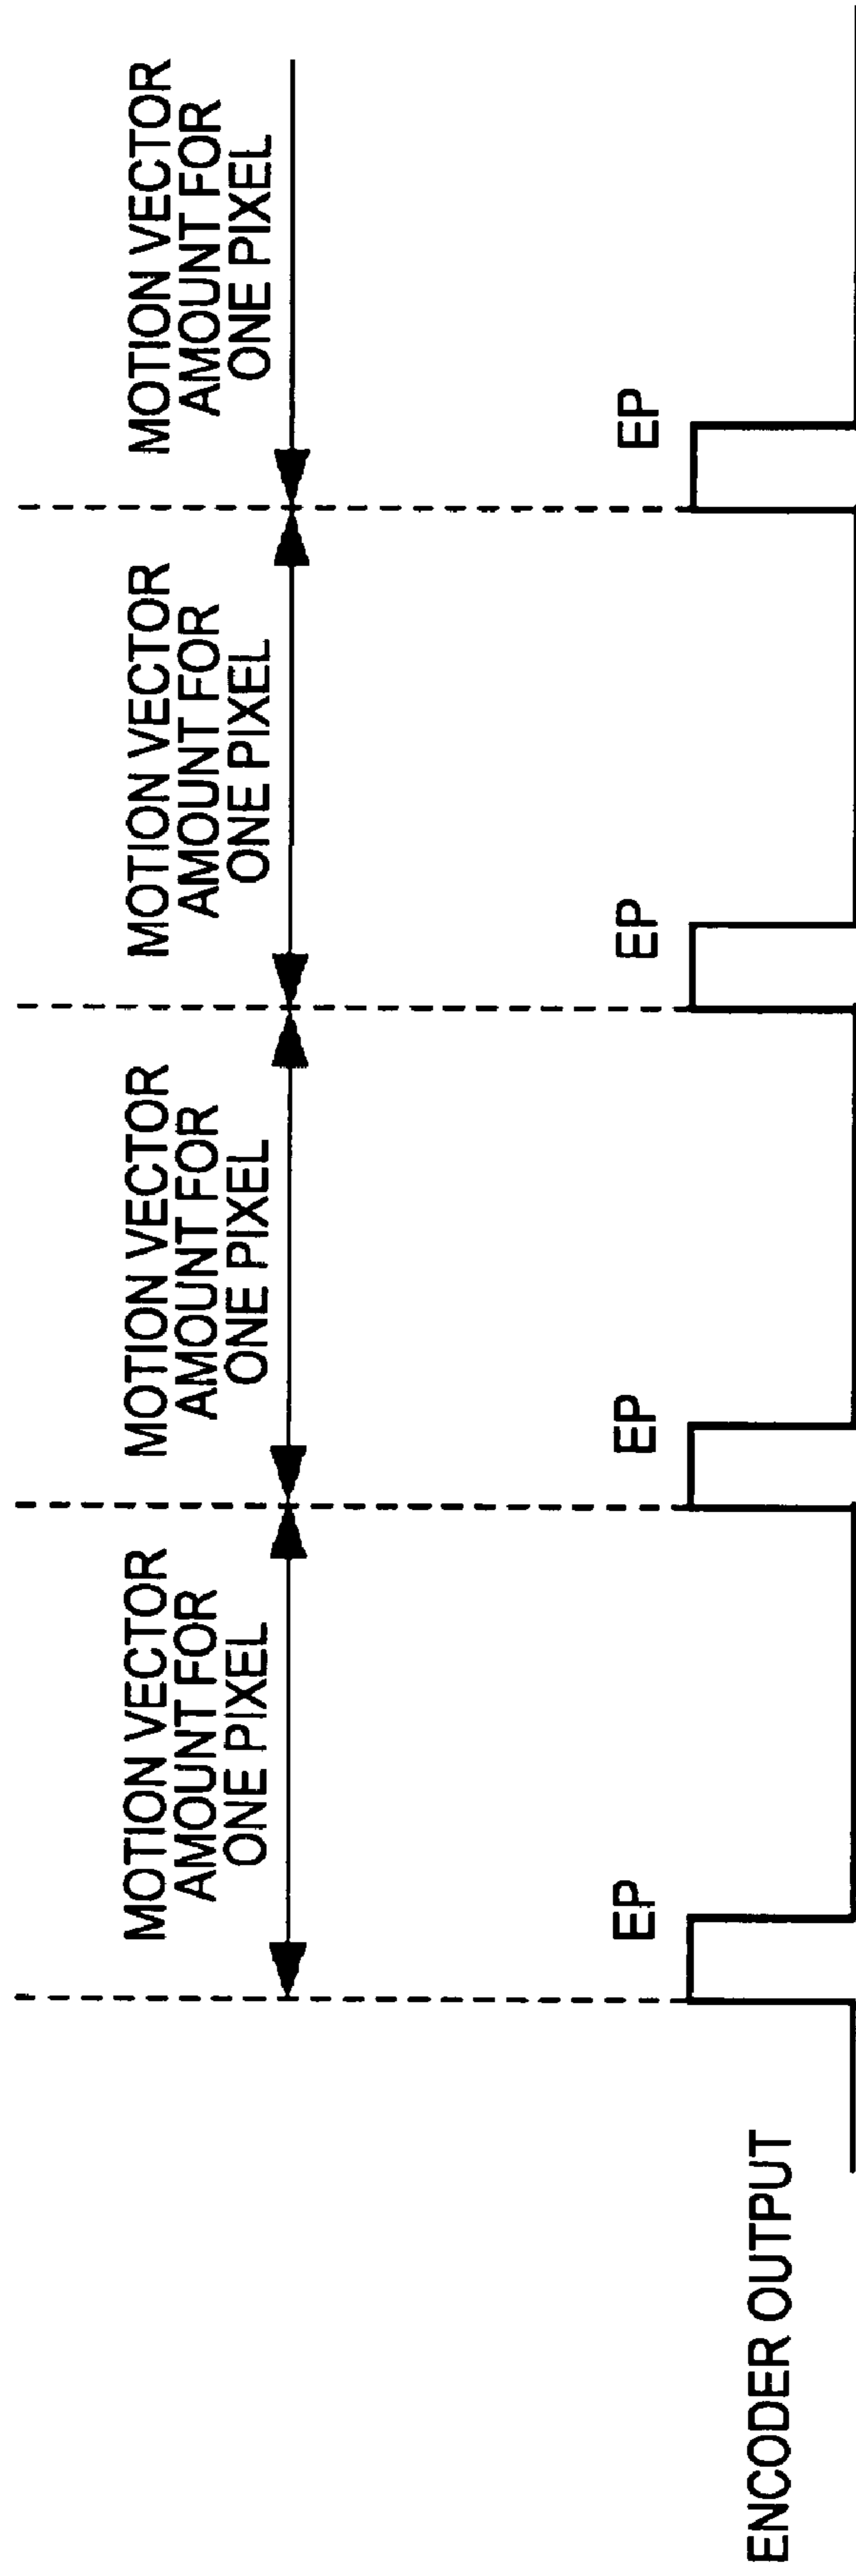 MOTION VECTOR
AMOUNT FOR
ONE PIXEL
MOTION VECTOR
AMOUNT FOR
ONE PIXEL
MOTION VECTOR
AMOUNT FOR
ONE PIXEL
MOTION VECTOR
AMOUNT FOR
ONE PIXEL
EP
EP
EP
EP
ENCODER OUTPUT